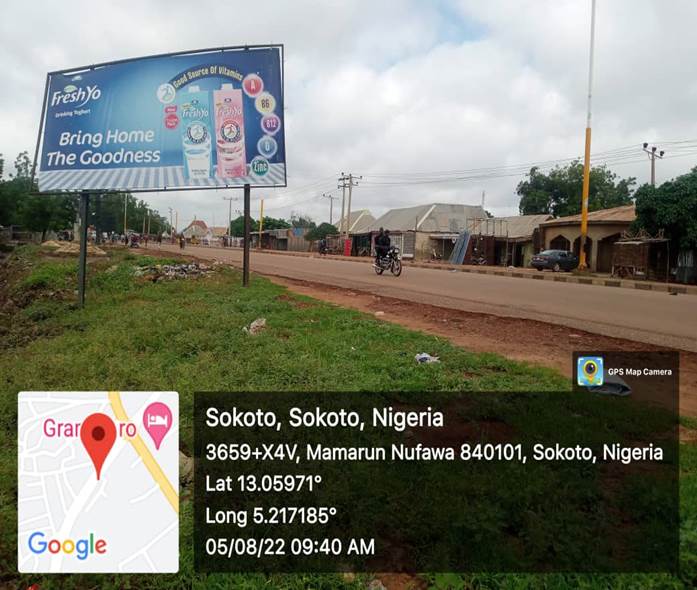 FreshYo
Drinking Yoghurt
Bring Home
The Goodness
Good Source Of Vitamins
A
B6
B12
D
Zinc
FreshYo
FreshYo
GPS Map Camera
Gran
ro
Google
Sokoto, Sokoto, Nigeria
3659+X4V, Mamarun Nufawa 840101, Sokoto, Nigeria
Lat 13.05971°
Long 5.217185°
05/08/22 09:40 AM